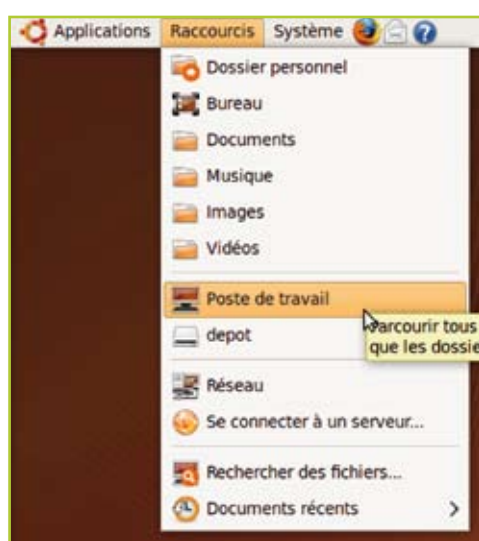 Applications Raccourcis Système
Dossier personnel
Bureau
Documents
Musique
Images
Vidéos
Poste de travail
depot
parcourir tous
que les dossie
Réseau
Se connecter à un serveur...
Rechercher des fichiers...
Documents récents